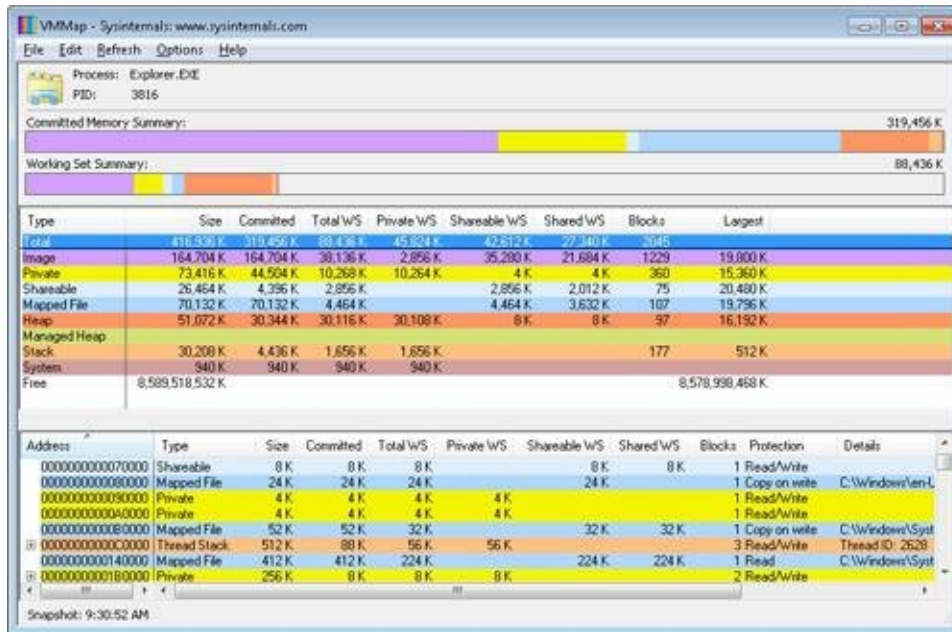 VMMap - Sysinternals: www.sysinternals.com
File Edit Refresh Options Help
Process: Explorer.EXE
PID: 3816
Committed Memory Summary: 319,456 K
Working Set Summary: 88,436 K
Type Size Committed Total WS Private WS Shareable WS Shared WS Blocks Largest
Total 416,936 K 319,456 K 88,436 K 45,824 K 42,612 K 27,340 K 2045
Image 164,704 K 164,704 K 38,136 K 2,856 K 35,280 K 21,684 K 1229 19,800 K
Private 73,416 K 44,504 K 10,268 K 10,264 K 4 K 4 K 360 15,360 K
Shareable 26,464 K 4,396 K 2,856 K 2,856 K 2,012 K 75 20,480 K
Mapped File 70,132 K 70,132 K 4,464 K 4,464 K 3,632 K 107 19,796 K
Heap 51,072 K 30,344 K 30,116 K 30,108 K 8 K 8 K 97 16,192 K
Managed Heap
Stack 30,208 K 4,436 K 1,656 K 1,656 K 177 512 K
System 940 K 940 K 940 K 940 K
Free 8,589,518,532 K 8,578,998,468 K
Address Type Size Committed Total WS Private WS Shareable WS Shared WS Blocks Protection Details
0000000000070000 Shareable 8 K 8 K 8 K 8 K 8 K 1 Read/Write
0000000000080000 Mapped File 24 K 24 K 24 K 24 K 1 Copy on write C:\Windows\en-U
0000000000090000 Private 4 K 4 K 4 K 4 K 1 Read/Write
00000000000A0000 Private 4 K 4 K 4 K 4 K 1 Read/Write
00000000000B0000 Mapped File 52 K 52 K 32 K 32 K 32 K 1 Copy on write C:\Windows\Syst
00000000000C0000 Thread Stack 512 K 88 K 56 K 56 K 3 Read/Write Thread ID: 2628
0000000000140000 Mapped File 412 K 412 K 224 K 224 K 224 K 1 Read C:\Windows\Syst
00000000001B0000 Private 256 K 8 K 8 K 8 K 2 Read/Write
Snapshot: 9:30:52 AM